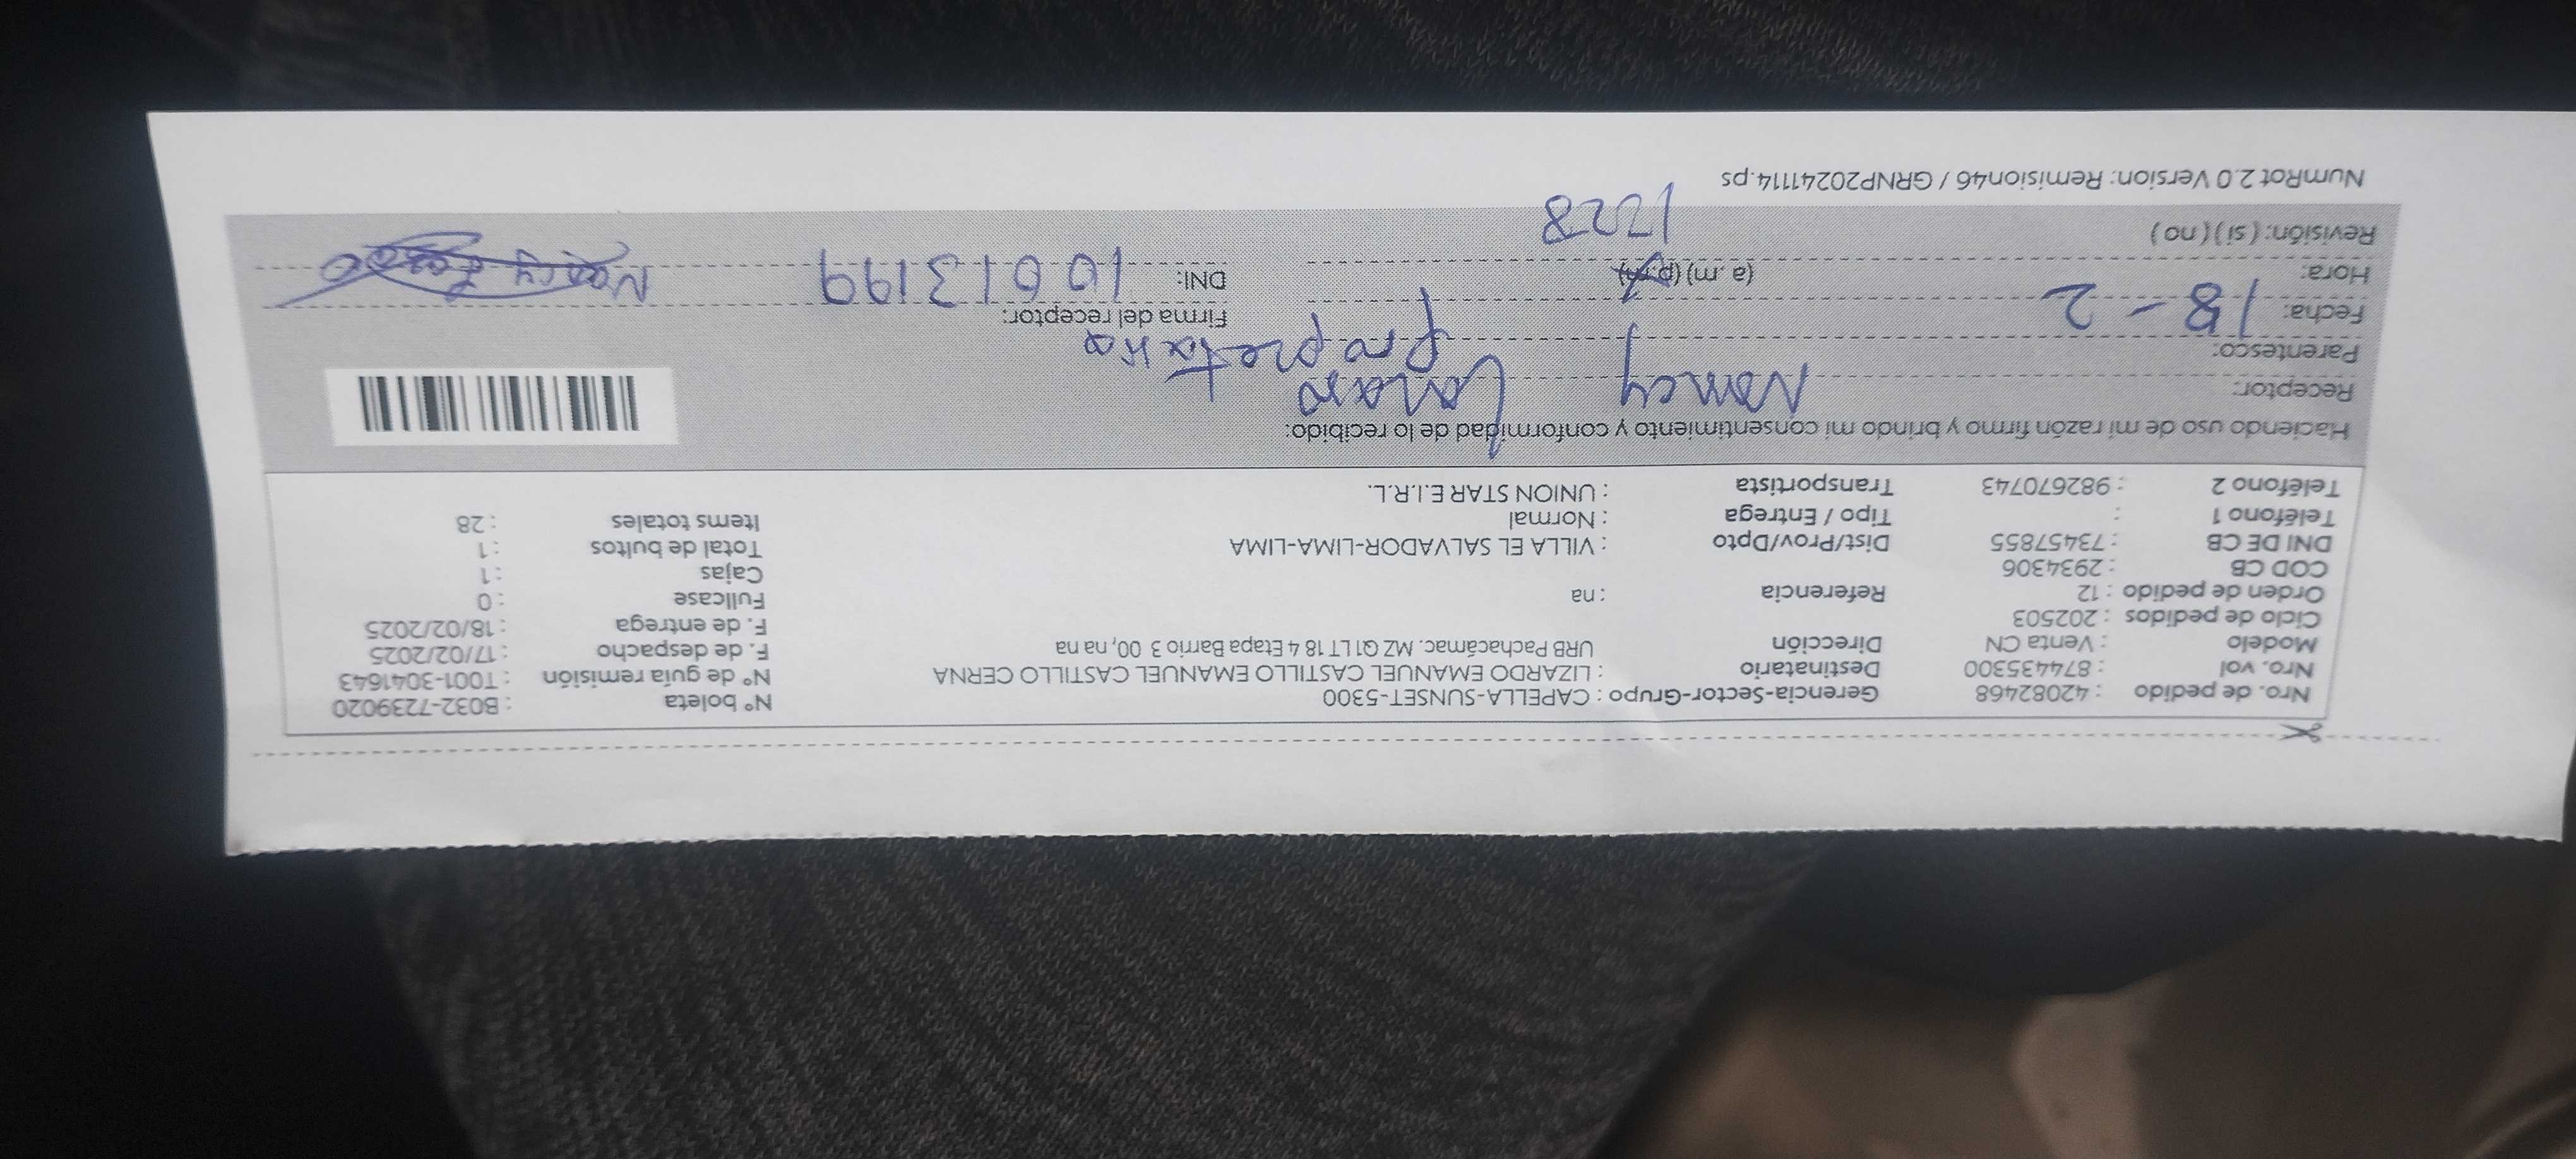 Nro. de pedido : 42082468 Gerencia-Sector-Grupo : CAPELLA-SUNSET-5300 N° boleta : B032-7239020
Nro. vol : 874435300 Destinatario : LIZARDO EMANUEL CASTILLO EMANUEL CASTILLO CERNA N° de guía remisión : T001-3041643
Modelo : Venta CN Dirección URB Pachacámac. MZ Q1 LT 18 4 Etapa Barrio 3 00, na na F. de despacho : 17/02/2025
Ciclo de pedidos : 202503 F. de entrega : 18/02/2025
Orden de pedido : 12 Referencia : na Fullcase : 0
COD CB : 2934306 Cajas : 1
DNI DE CB : 73457855 Dist/Prov/Dpto : VILLA EL SALVADOR-LIMA-LIMA Total de bultos : 1
Teléfono 1 : Tipo / Entrega : Normal Items totales : 28
Teléfono 2 : 982670743 Transportista : UNION STAR E.I.R.L.
Haciendo uso de mi razón firmo y brindo mi consentimiento y conformidad de lo recibido:
Receptor: Nancy
Parentesco: propietaria
Fecha: 18-2 Firma del receptor:
Hora: (a.m) (p.m) DNI: 10013199 Nancy
Revisión: (si) (no) 1728
NumRot 2.0 Version: Remision46 / GRNP20241114.ps